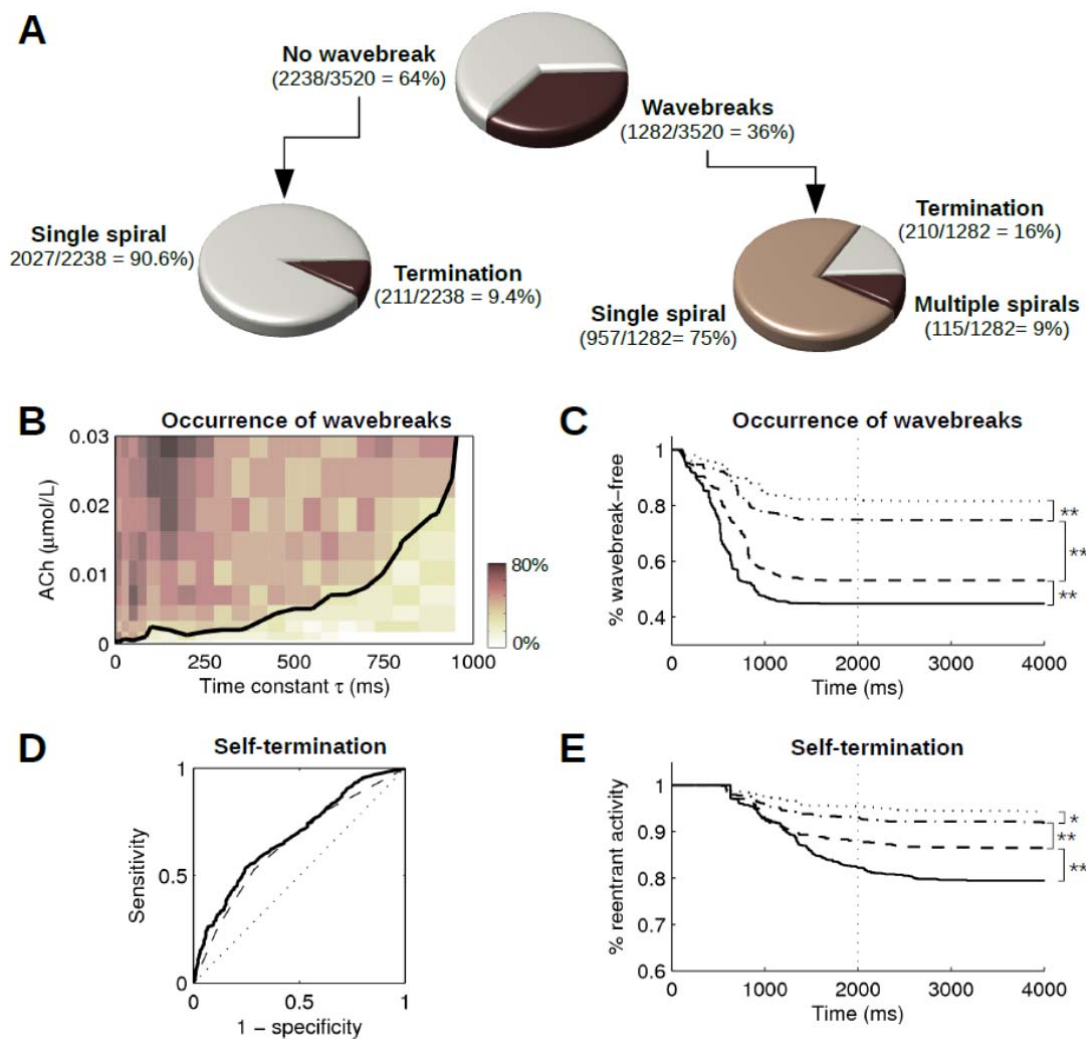 A
No wavebreak
(2238/3520 = 64%)
Wavebreaks
(1282/3520 = 36%)
Single spiral
2027/2238 = 90.6%)
Termination
(211/2238 = 9.4%)
Termination
(210/1282 = 16%)
Single spiral
(957/1282= 75%)
Multiple spirals
(115/1282= 9%)
B
Occurrence of wavebreaks
ACh (μmol/L)
0.03
0.02
0.01
0
80%
0%
0 250 500 750 1000
Time constant τ (ms)
C
Occurrence of wavebreaks
% wavebreak−free
1
0.8
0.6
0.4
**
**
**
0 1000 2000 3000 4000
Time (ms)
D
Self-termination
Sensitivity
1
0.5
0
0 0.5 1
1 − specificity
E
Self-termination
% reentrant activity
1
0.9
0.8
0.7
0.6
*
**
**
0 1000 2000 3000 4000
Time (ms)